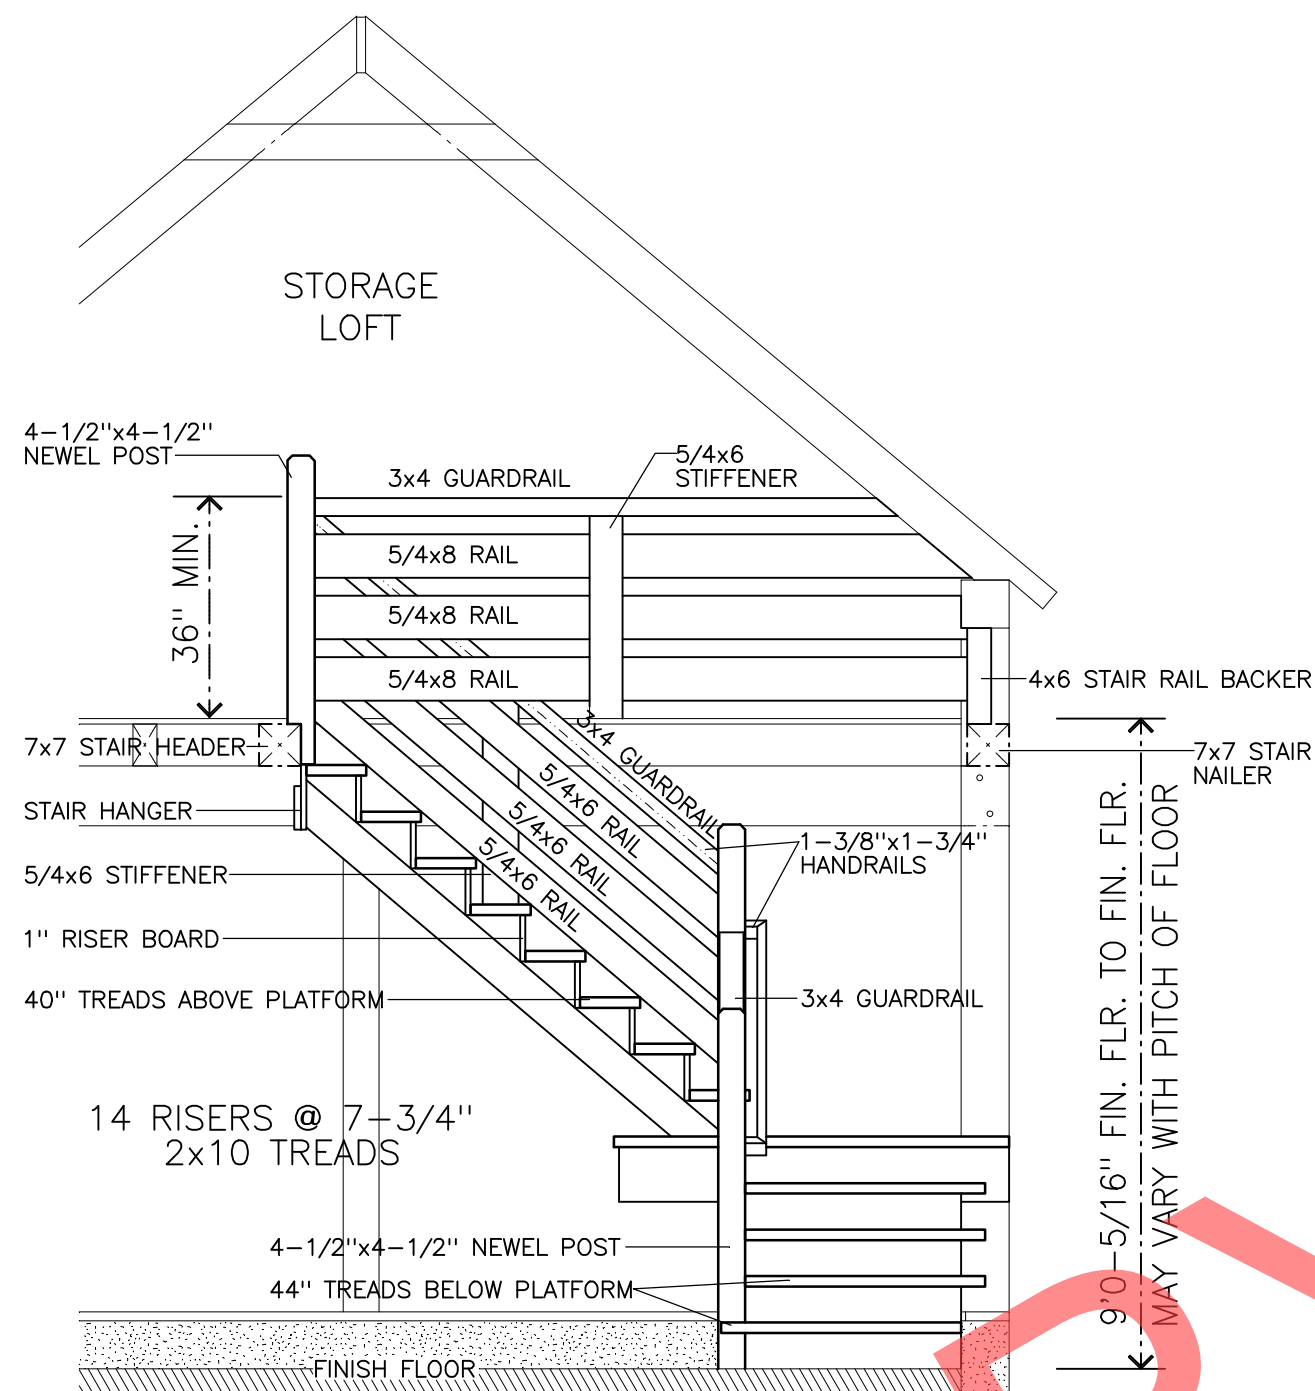 STORAGE
LOFT
4-1/2"x4-1/2"
NEWEL POST
3x4 GUARDRAIL
5/4x6
STIFFENER
36" MIN.
5/4x8 RAIL
5/4x8 RAIL
5/4x8 RAIL
4x6 STAIR RAIL BACKER
7x7 STAIR HEADER
7x7 STAIR
NAILER
3x4 GUARDRAIL
5/4x6 RAIL
5/4x6 RAIL
5/4x6 RAIL
STAIR HANGER
1-3/8"x1-3/4"
HANDRAILS
5/4x6 STIFFENER
1" RISER BOARD
40" TREADS ABOVE PLATFORM
3x4 GUARDRAIL
9'0-5/16" FIN. FLR. TO FIN. FLR.
MAY VARY WITH PITCH OF FLOOR
14 RISERS @ 7-3/4"
2x10 TREADS
4-1/2"x4-1/2" NEWEL POST
44" TREADS BELOW PLATFORM
FINISH FLOOR